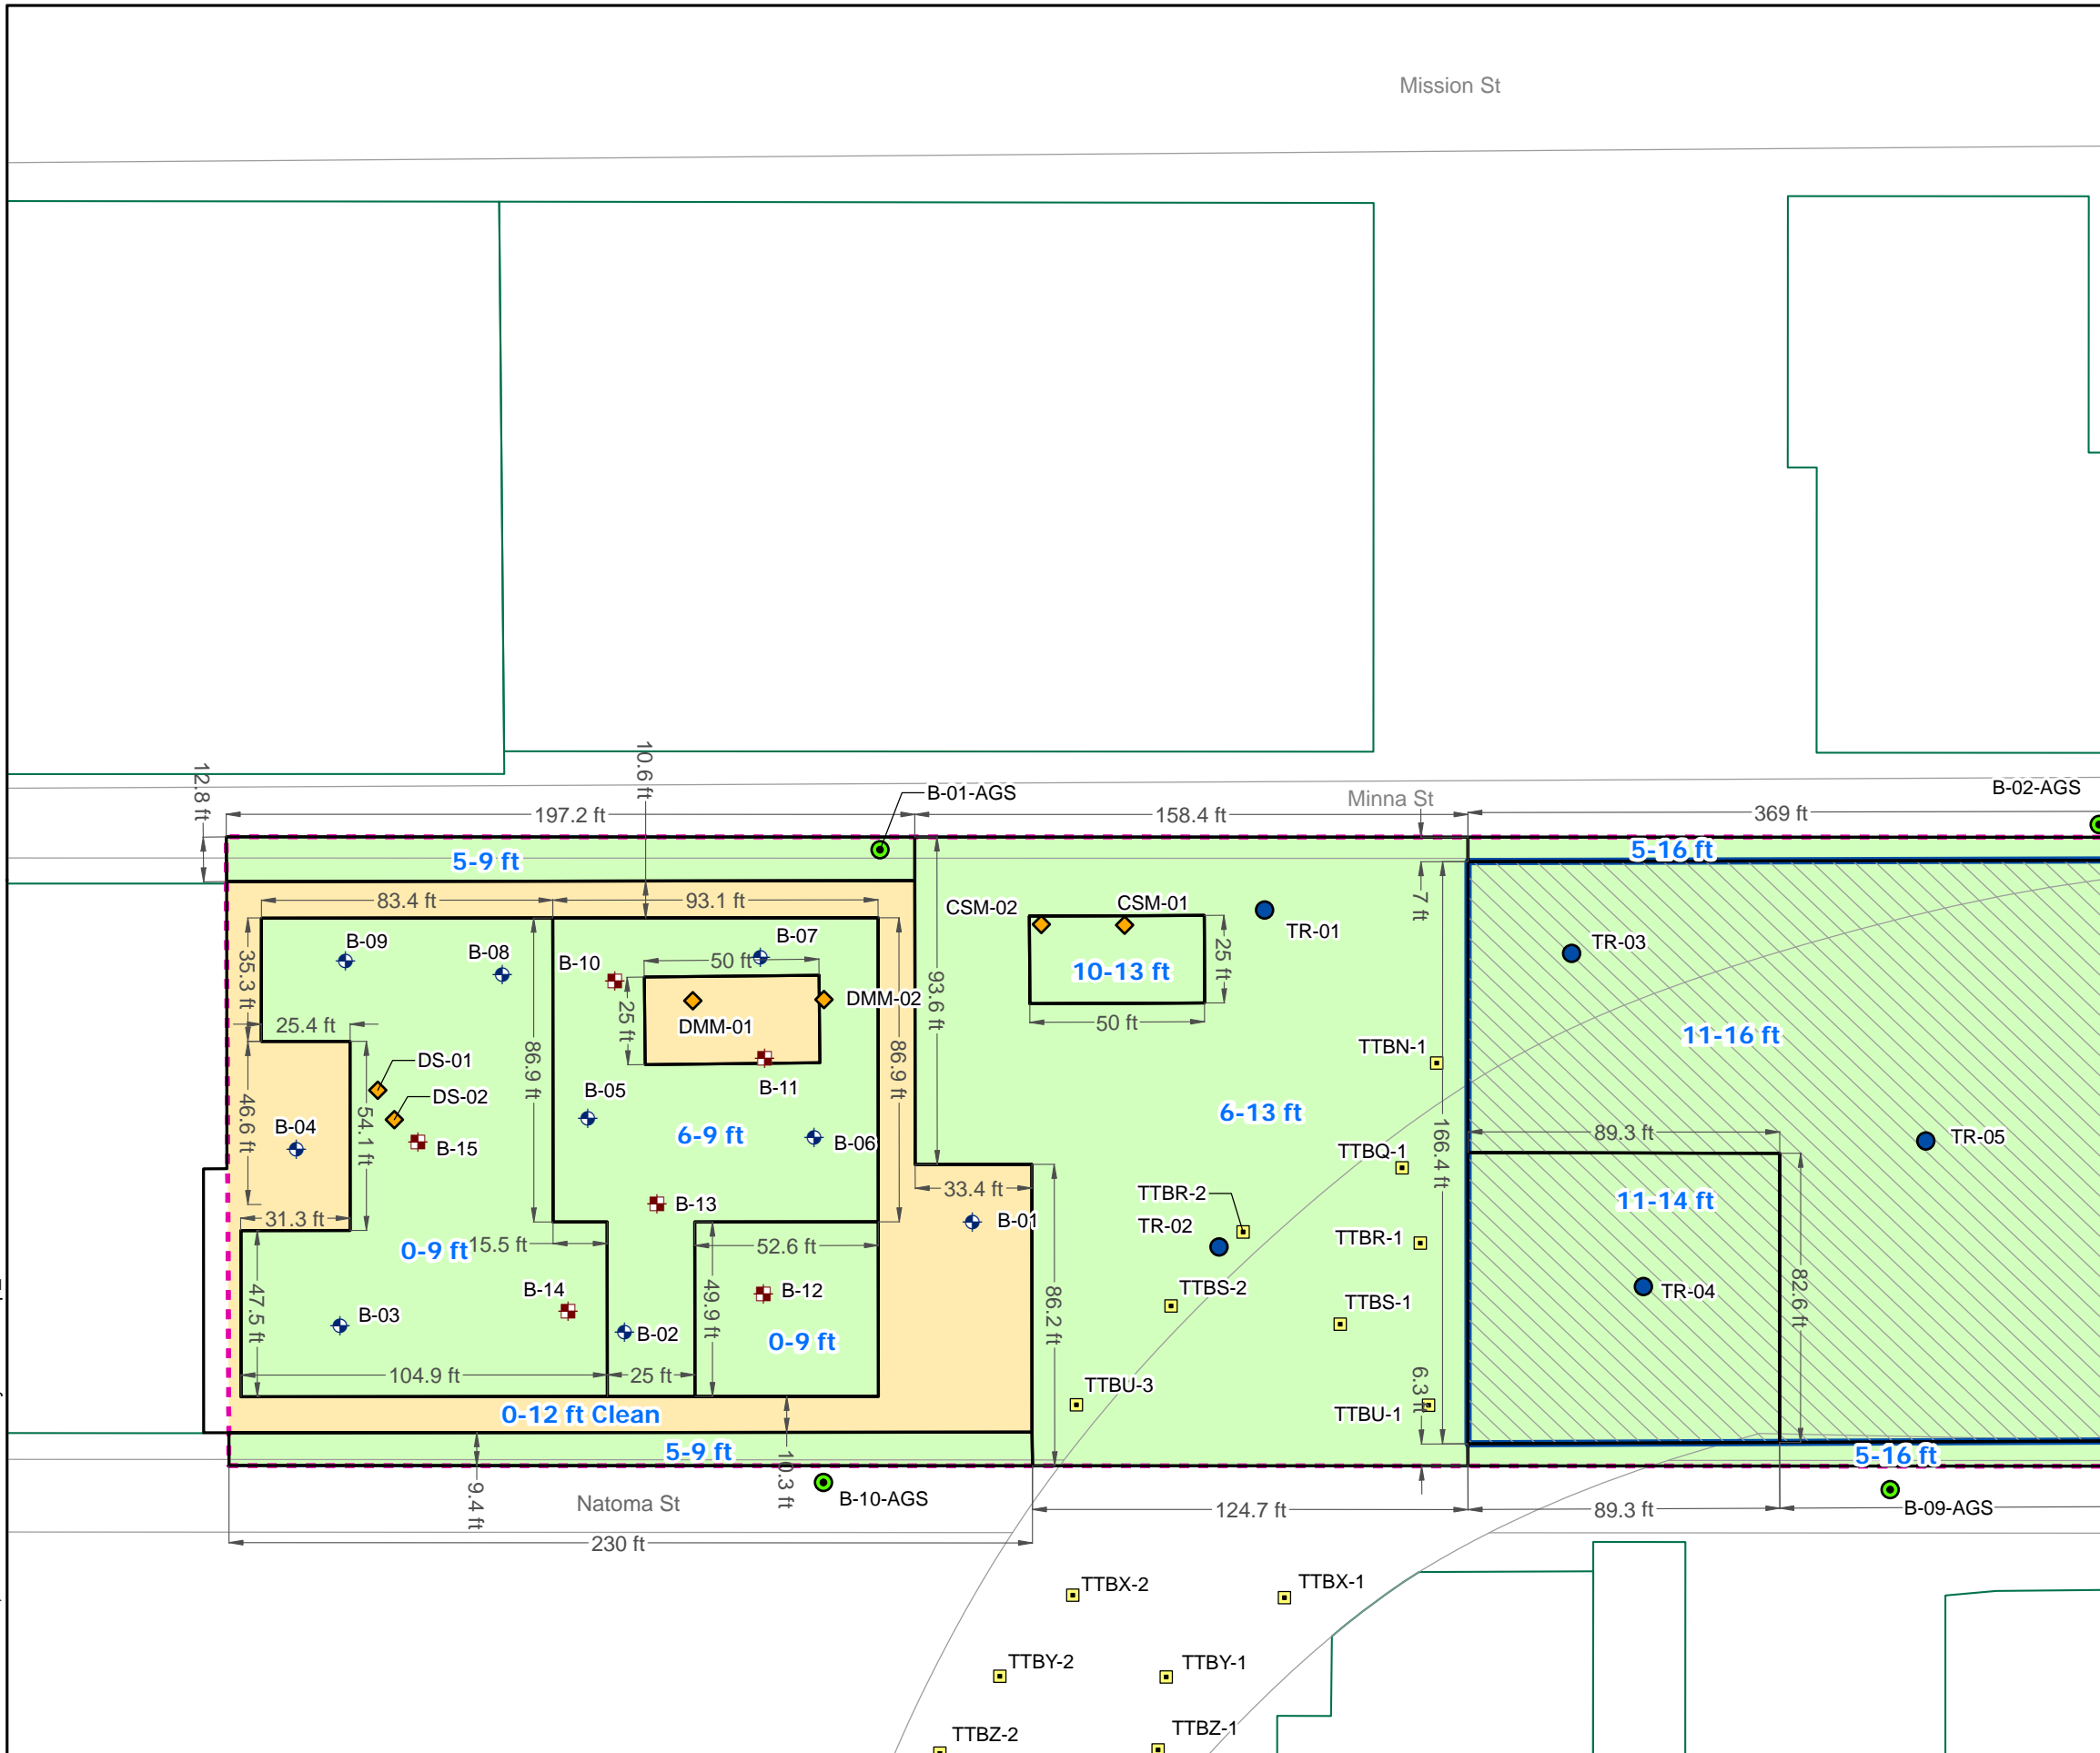 Mission St
10.6 ft
12.8 ft
B-01-AGS
B-02-AGS
Minna St
197.2 ft
158.4 ft
369 ft
5-9 ft
5-16 ft
83.4 ft
93.1 ft
7 ft
CSM-02
CSM-01
TR-01
B-09
B-08
B-07
B-10
50 ft
TR-03
35.3 ft
93.6 ft
10-13 ft
25 ft
DMM-02
DMM-01
25 ft
25.4 ft
50 ft
11-16 ft
DS-01
DS-02
86.9 ft
86.9 ft
TTBN-1
B-11
B-05
46.6 ft
54.1 ft
B-04
6-13 ft
6-9 ft
B-15
B-06
89.3 ft
TR-05
TTBQ-1
166.4 ft
33.4 ft
TTBR-2
11-14 ft
B-13
31.3 ft
B-01
TR-02
0-9 ft
15.5 ft
52.6 ft
TTBR-1
B-14
B-12
TTBS-2
TR-04
47.5 ft
49.9 ft
86.2 ft
TTBS-1
82.6 ft
B-03
B-02
0-9 ft
104.9 ft
25 ft
TTBU-3
6.3 ft
TTBU-1
0-12 ft Clean
5-9 ft
5-16 ft
10.3 ft
9.4 ft
Natoma St
B-10-AGS
124.7 ft
89.3 ft
B-09-AGS
230 ft
TTBX-2
TTBX-1
TTBY-2
TTBY-1
TTBZ-2
TTBZ-1